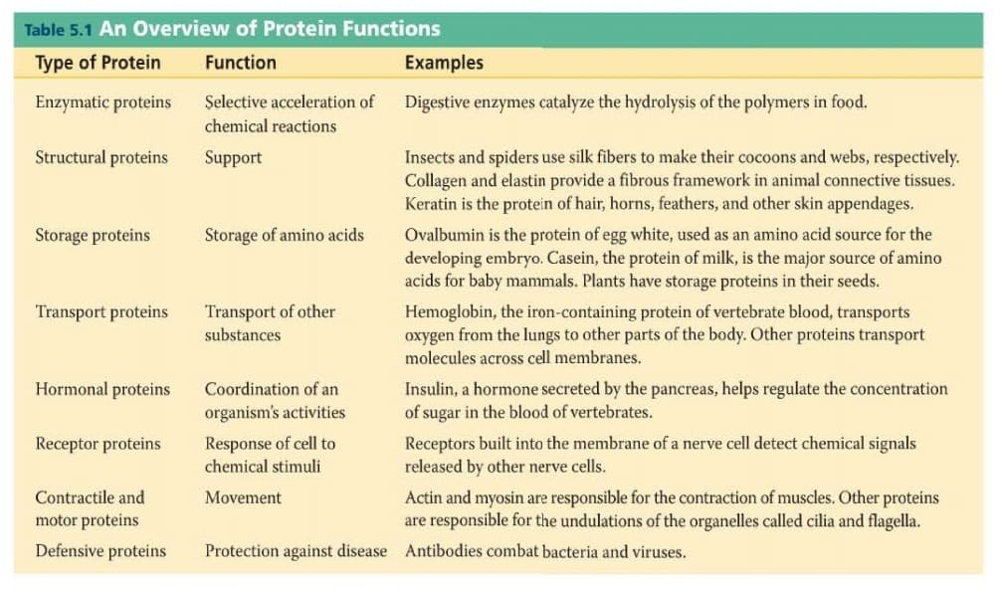 Table 5.1 An Overview of Protein Functions
Type of Protein Function Examples
Enzymatic proteins Selective acceleration of chemical reactions Digestive enzymes catalyze the hydrolysis of the polymers in food.
Structural proteins Support Insects and spiders use silk fibers to make their cocoons and webs, respectively.
Collagen and elastin provide a fibrous framework in animal connective tissues.
Keratin is the protein of hair, horns, feathers, and other skin appendages.
Storage proteins Storage of amino acids Ovalbumin is the protein of egg white, used as an amino acid source for the
developing embryo. Casein, the protein of milk, is the major source of amino
acids for baby mammals. Plants have storage proteins in their seeds.
Transport proteins Transport of other Hemoglobin, the iron-containing protein of vertebrate blood, transports
substances oxygen from the lungs to other parts of the body. Other proteins transport
molecules across cell membranes.
Hormonal proteins Coordination of an Insulin, a hormone secreted by the pancreas, helps regulate the concentration
organism's activities of sugar in the blood of vertebrates.
Receptor proteins Response of cell to Receptors built into the membrane of a nerve cell detect chemical signals
chemical stimuli released by other nerve cells.
Contractile and Movement Actin and myosin are responsible for the contraction of muscles. Other proteins
motor proteins are responsible for the undulations of the organelles called cilia and flagella.
Defensive proteins Protection against disease Antibodies combat bacteria and viruses.